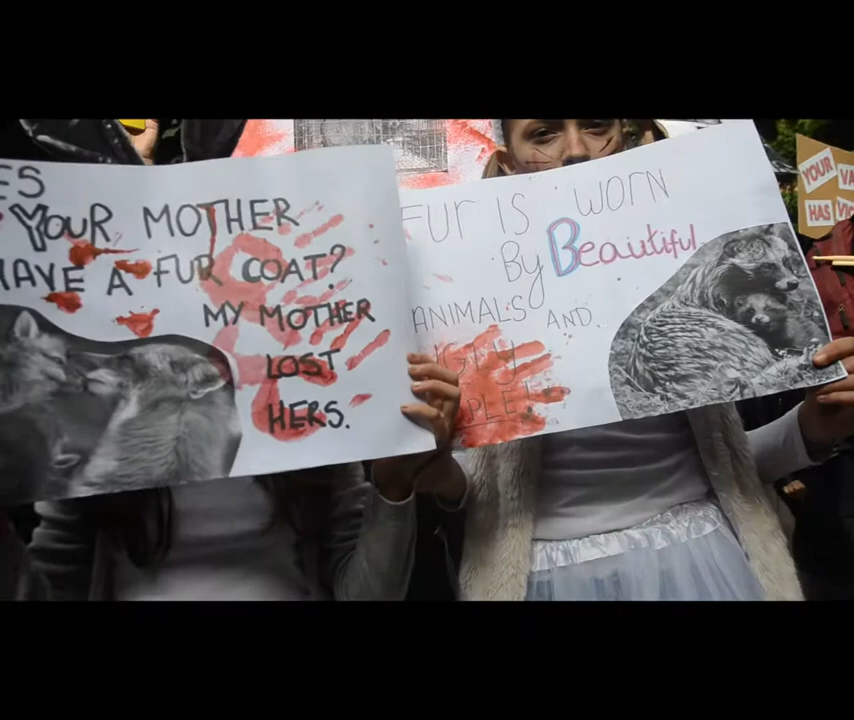 ES
YOUR MOTHER
HAVE A FUR COAT?
MY MOTHER
LOST
HERS.
FUR IS WORN
By Beautiful
ANIMALS AND
UGLY
YOUR
HAS